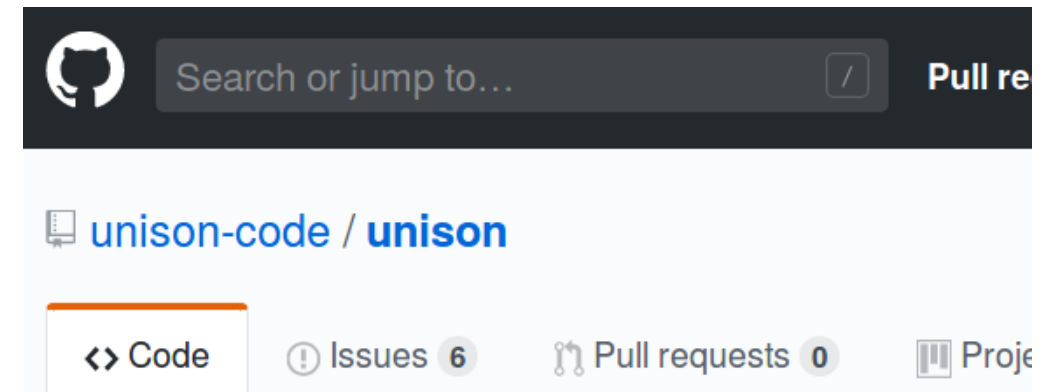 Search or jump to… / Pull re
unison-code / unison
<> Code Issues 6 Pull requests 0 Proje